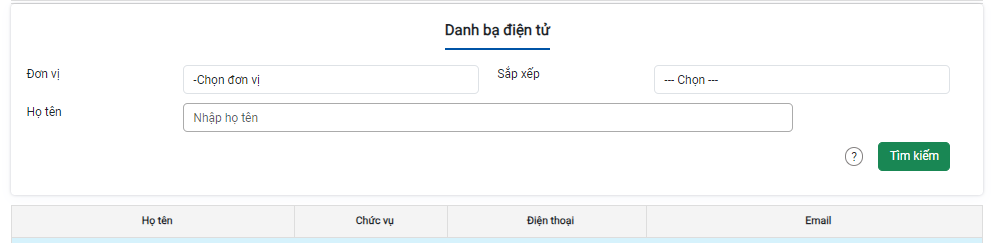 Danh bạ điện tử
Đơn vị -Chọn đơn vị Sắp xếp --- Chọn ---
Họ tên Nhập họ tên
? Tìm kiếm
Họ tên Chức vụ Điện thoại Email